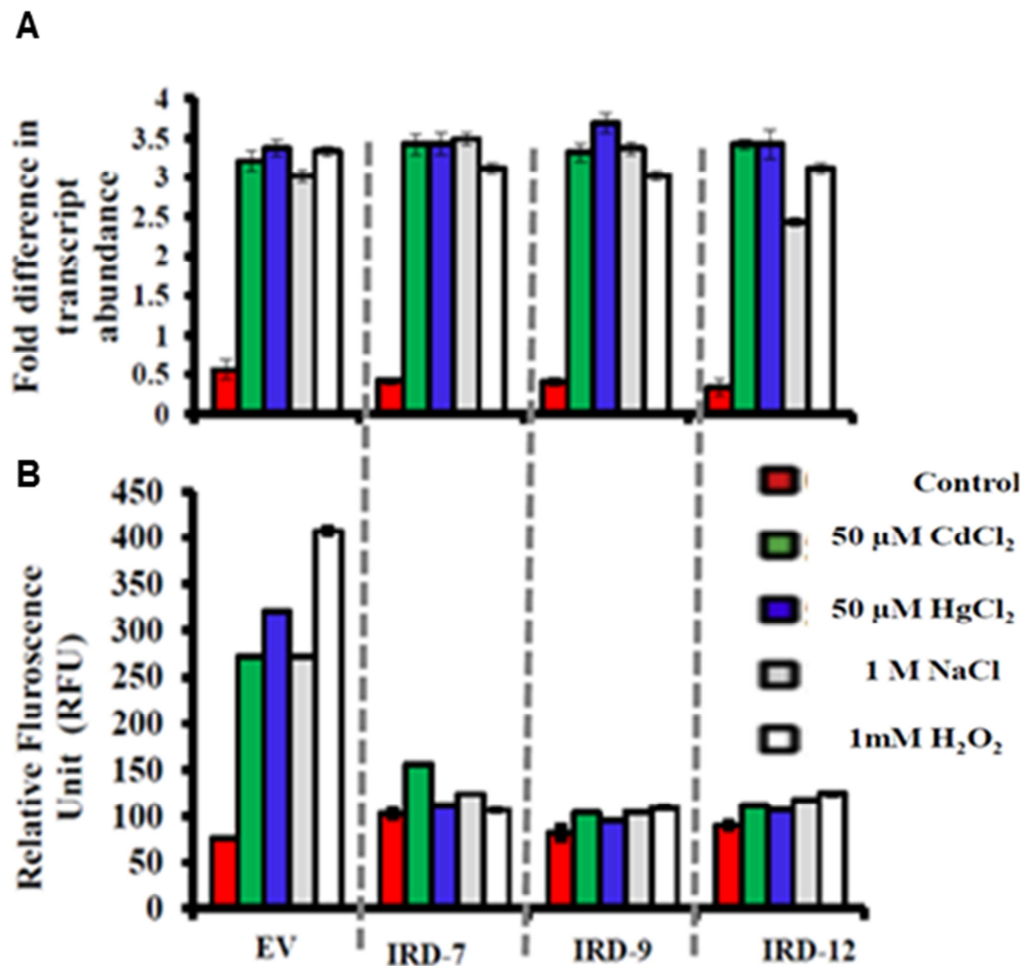 A
Fold difference in
transcript
abundance
4
3.5
3
2.5
2
1.5
1
0.5
0
B
Relative Fluroscence
Unit (RFU)
450
400
350
300
250
200
150
100
50
0
Control
50 µM CdCl₂
50 µM HgCl₂
1 M NaCl
1mM H₂O₂
EV IRD-7 IRD-9 IRD-12